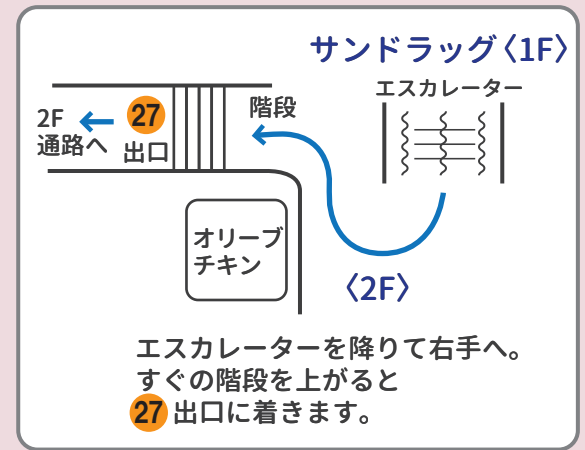 サンドラッグ〈1F〉
エスカレーター
階段
2F
通路へ
27
出口
オリーブ
チキン
〈2F〉
エスカレーターを降りて右手へ。
すぐの階段を上がると
27 出口に着きます。